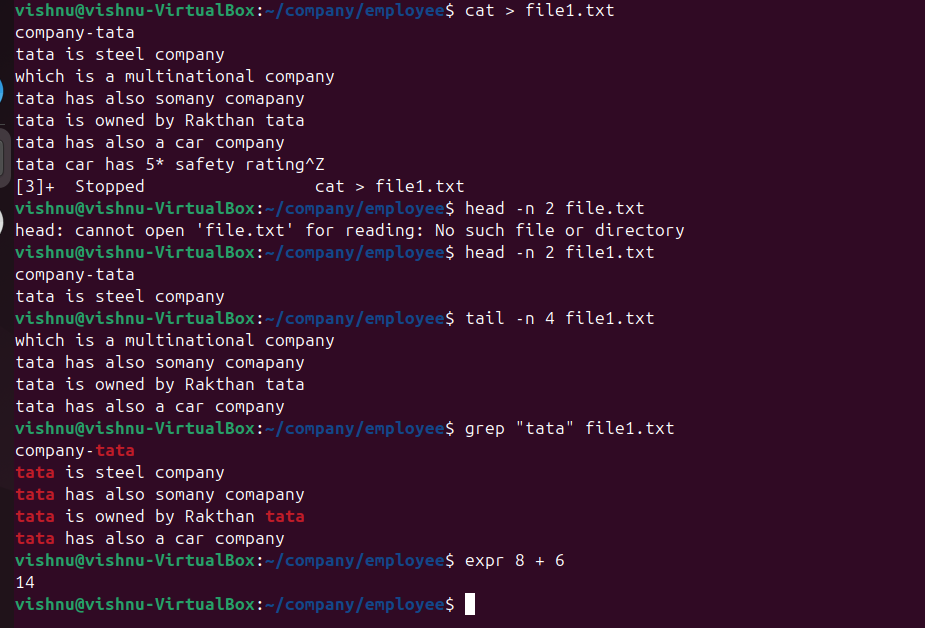 vishnu@vishnu-VirtualBox:~/company/employee$ cat > file1.txt
company-tata
tata is steel company
which is a multinational company
tata has also somany comapany
tata is owned by Rakthan tata
tata has also a car company
tata car has 5* safety rating^Z
[3]+  Stopped                 cat > file1.txt
vishnu@vishnu-VirtualBox:~/company/employee$ head -n 2 file.txt
head: cannot open 'file.txt' for reading: No such file or directory
vishnu@vishnu-VirtualBox:~/company/employee$ head -n 2 file1.txt
company-tata
tata is steel company
vishnu@vishnu-VirtualBox:~/company/employee$ tail -n 4 file1.txt
which is a multinational company
tata has also somany comapany
tata is owned by Rakthan tata
tata has also a car company
vishnu@vishnu-VirtualBox:~/company/employee$ grep "tata" file1.txt
company-tata
tata is steel company
tata has also somany comapany
tata is owned by Rakthan tata
tata has also a car company
vishnu@vishnu-VirtualBox:~/company/employee$ expr 8 + 6
14
vishnu@vishnu-VirtualBox:~/company/employee$